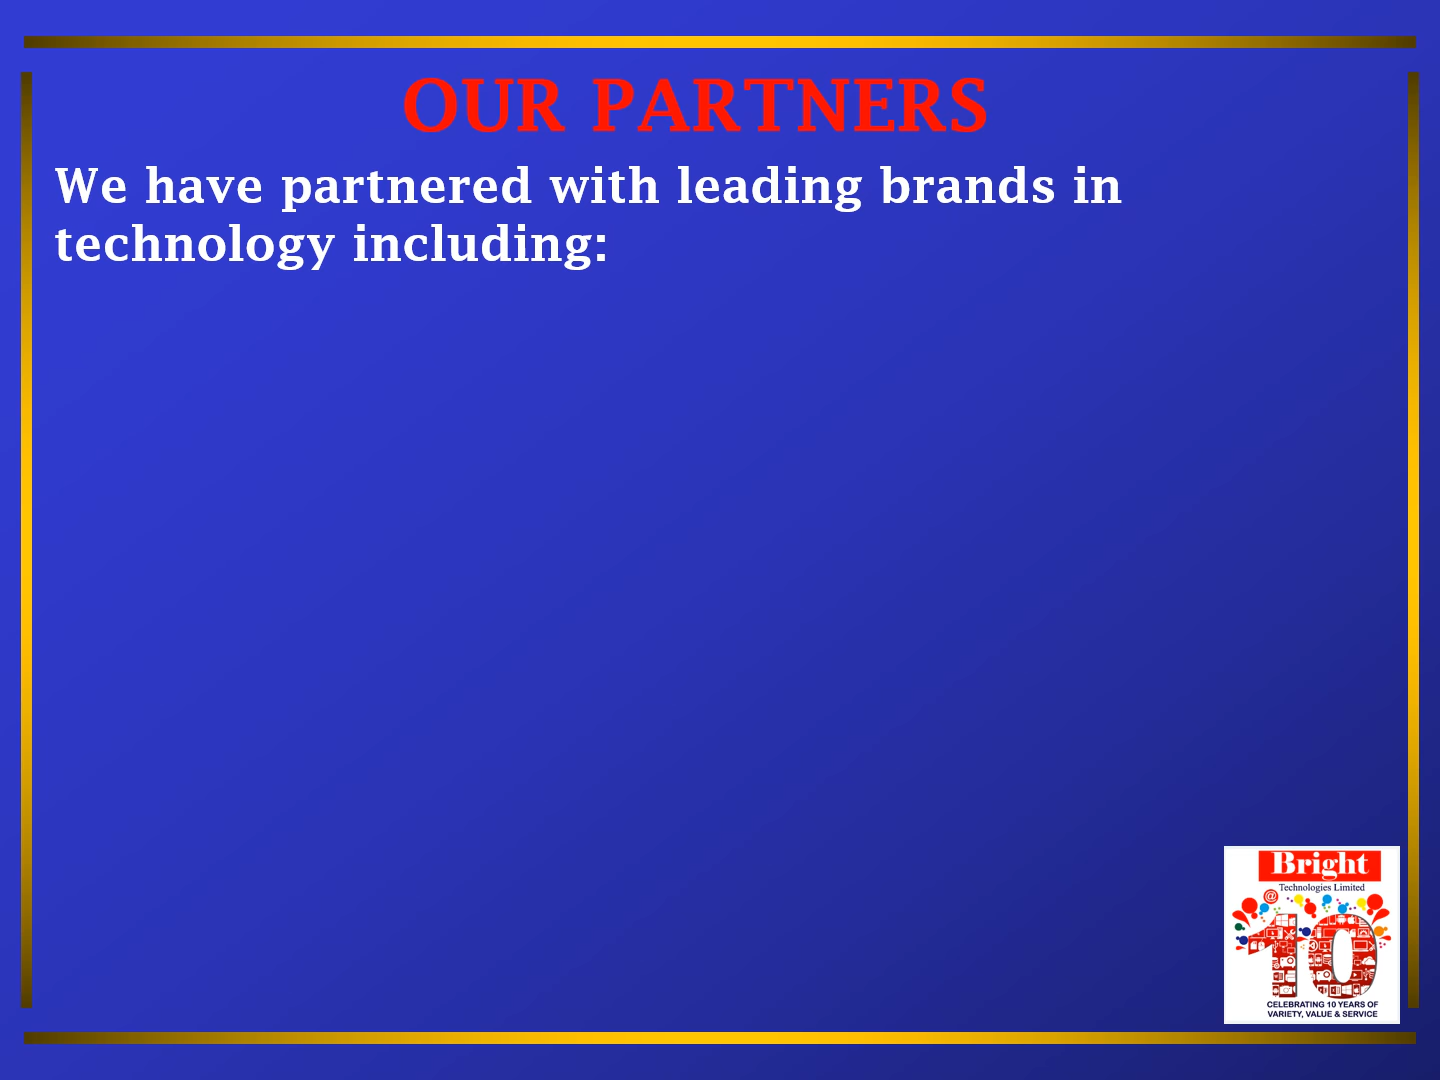 OUR PARTNERS
We have partnered with leading brands in
technology including:
Bright
Technologies Limited
@
10
CELEBRATING 10 YEARS OF
VARIETY, VALUE & SERVICE